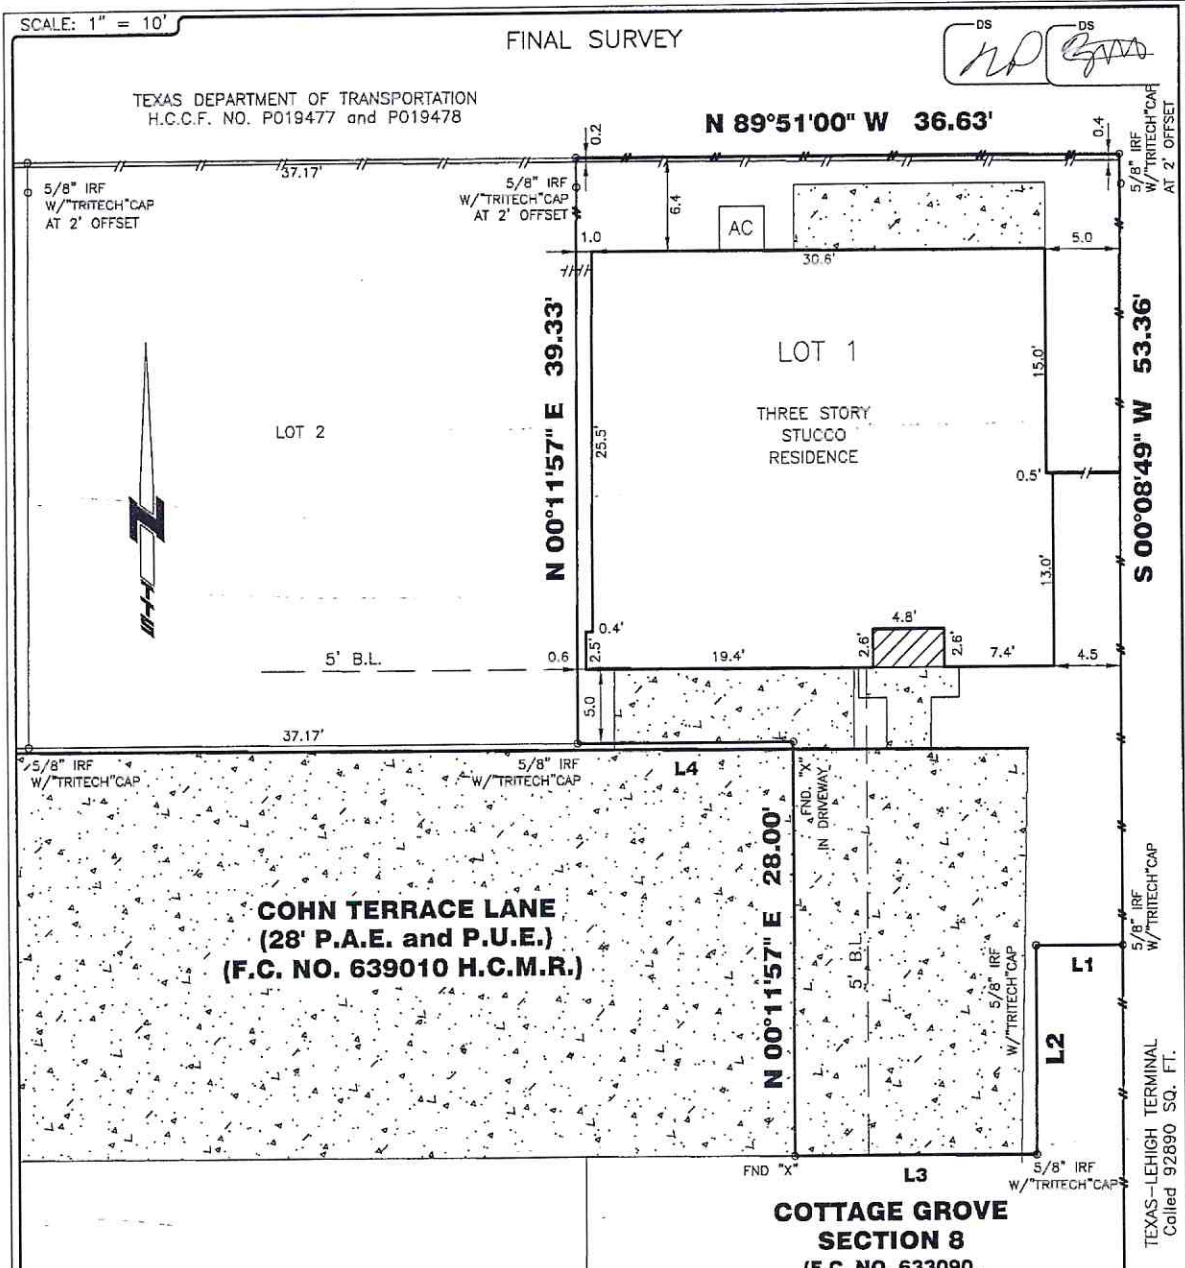 SCALE: 1" = 10'
FINAL SURVEY
DS
DS
TEXAS DEPARTMENT OF TRANSPORTATION
H.C.C.F. NO. P019477 and P019478
N 89°51'00" W 36.63'
0.2
0.4
5/8" IRF
W/"TRITECH"CAP
AT 2' OFFSET
37.17'
5/8" IRF
W/"TRITECH"CAP
AT 2' OFFSET
5/8" IRF
W/"TRITECH"CAP
AT 2' OFFSET
6.4
AC
1.0
5.0
30.6'
N 00°11'57" E 39.33'
S 00°08'49" W 53.36'
LOT 1
15.0'
THREE STORY
STUCCO
RESIDENCE
LOT 2
25.5'
0.5'
13.0'
4.8'
0.4'
2.5'
2.6'
2.6'
5' B.L.
0.6
19.4'
7.4'
4.5
5.0
37.17'
5/8" IRF
W/"TRITECH"CAP
5/8" IRF
W/"TRITECH"CAP
L4
FND. "X"
IN DRIVEWAY
N 00°11'57" E 28.00'
COHN TERRACE LANE
(28' P.A.E. and P.U.E.)
(F.C. NO. 639010 H.C.M.R.)
5' B.L.
5/8" IRF
W/"TRITECH"CAP
5/8" IRF
W/"TRITECH"CAP
L1
L2
FND "X"
L3
5/8" IRF
W/"TRITECH"CAP
TEXAS-LEHIGH TERMINAL
Called 92890 SQ. FT.
COTTAGE GROVE
SECTION 8
(F.C. NO. 633090